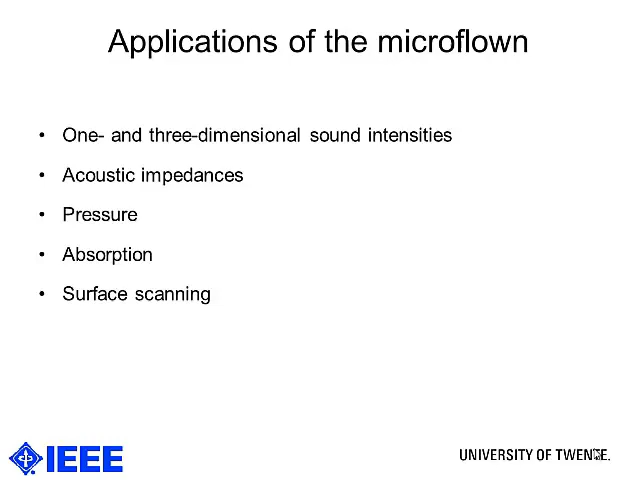 Applications of the microflown
• One- and three-dimensional sound intensities
• Acoustic impedances
• Pressure
• Absorption
• Surface scanning
IEEE
UNIVERSITY OF TWENTE.